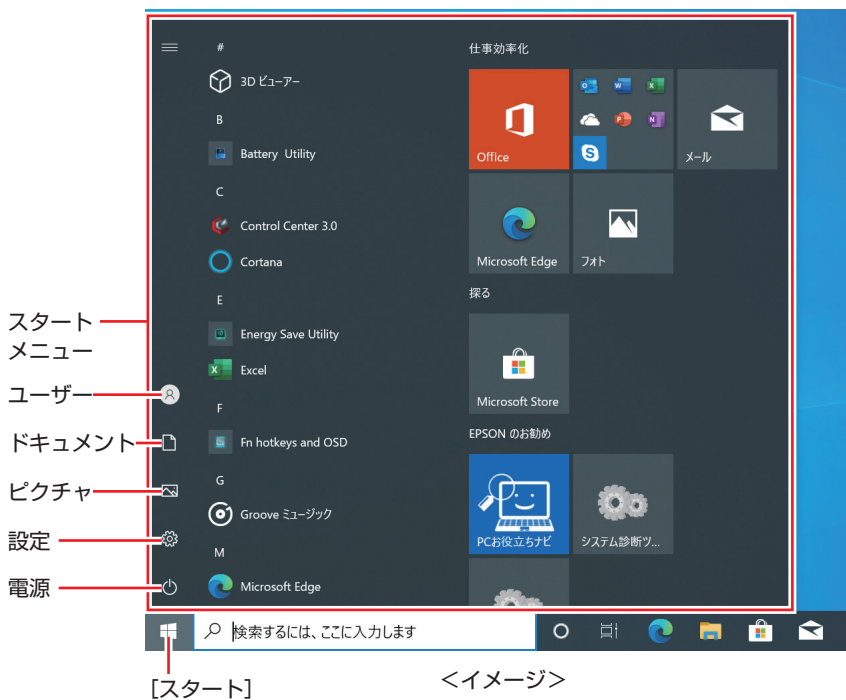 #
3D ビューアー
B
Battery Utility
C
Control Center 3.0
Cortana
E
Energy Save Utility
Excel
F
Fn hotkeys and OSD
G
Groove ミュージック
M
Microsoft Edge
仕事効率化
Office
メール
Microsoft Edge
フォト
探る
Microsoft Store
EPSON のお勧め
PCお役立ちナビ
システム診断ツ...
スタート
メニュー
ユーザー
ドキュメント
ピクチャ
設定
電源
検索するには、ここに入力します
[スタート]
<イメージ>